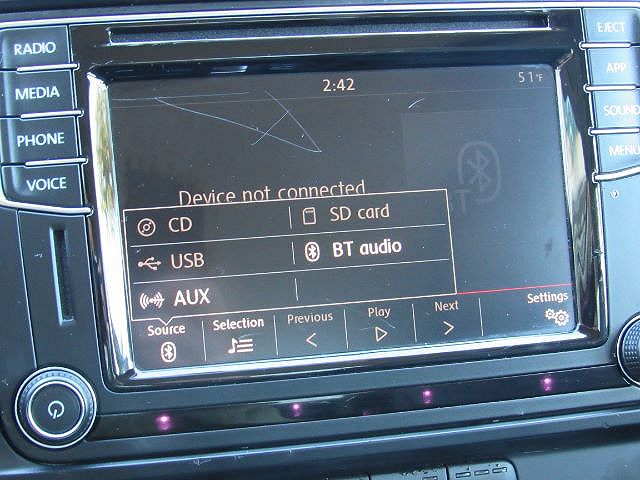 RADIO
MEDIA
PHONE
VOICE
EJECT
APP
SOUND
MENU
2:42
51°F
Device not connected
CD
SD card
USB
BT audio
AUX
Source
Selection
Previous
Play
Next
Settings